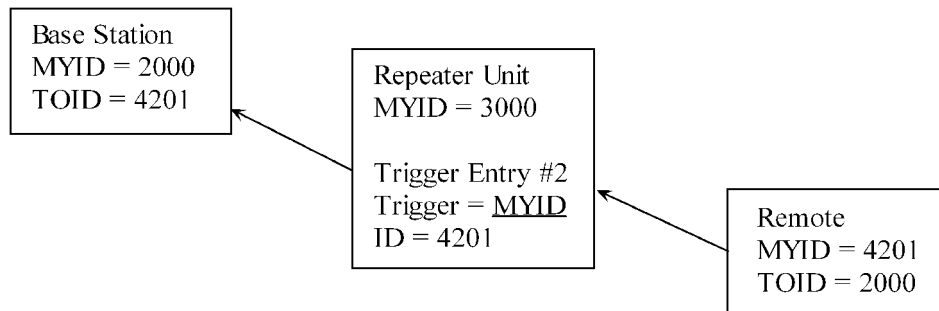 Base Station
MYID = 2000
TOID = 4201
Repeater Unit
MYID = 3000
Trigger Entry #2
Trigger = MYID
ID = 4201
Remote
MYID = 4201
TOID = 2000